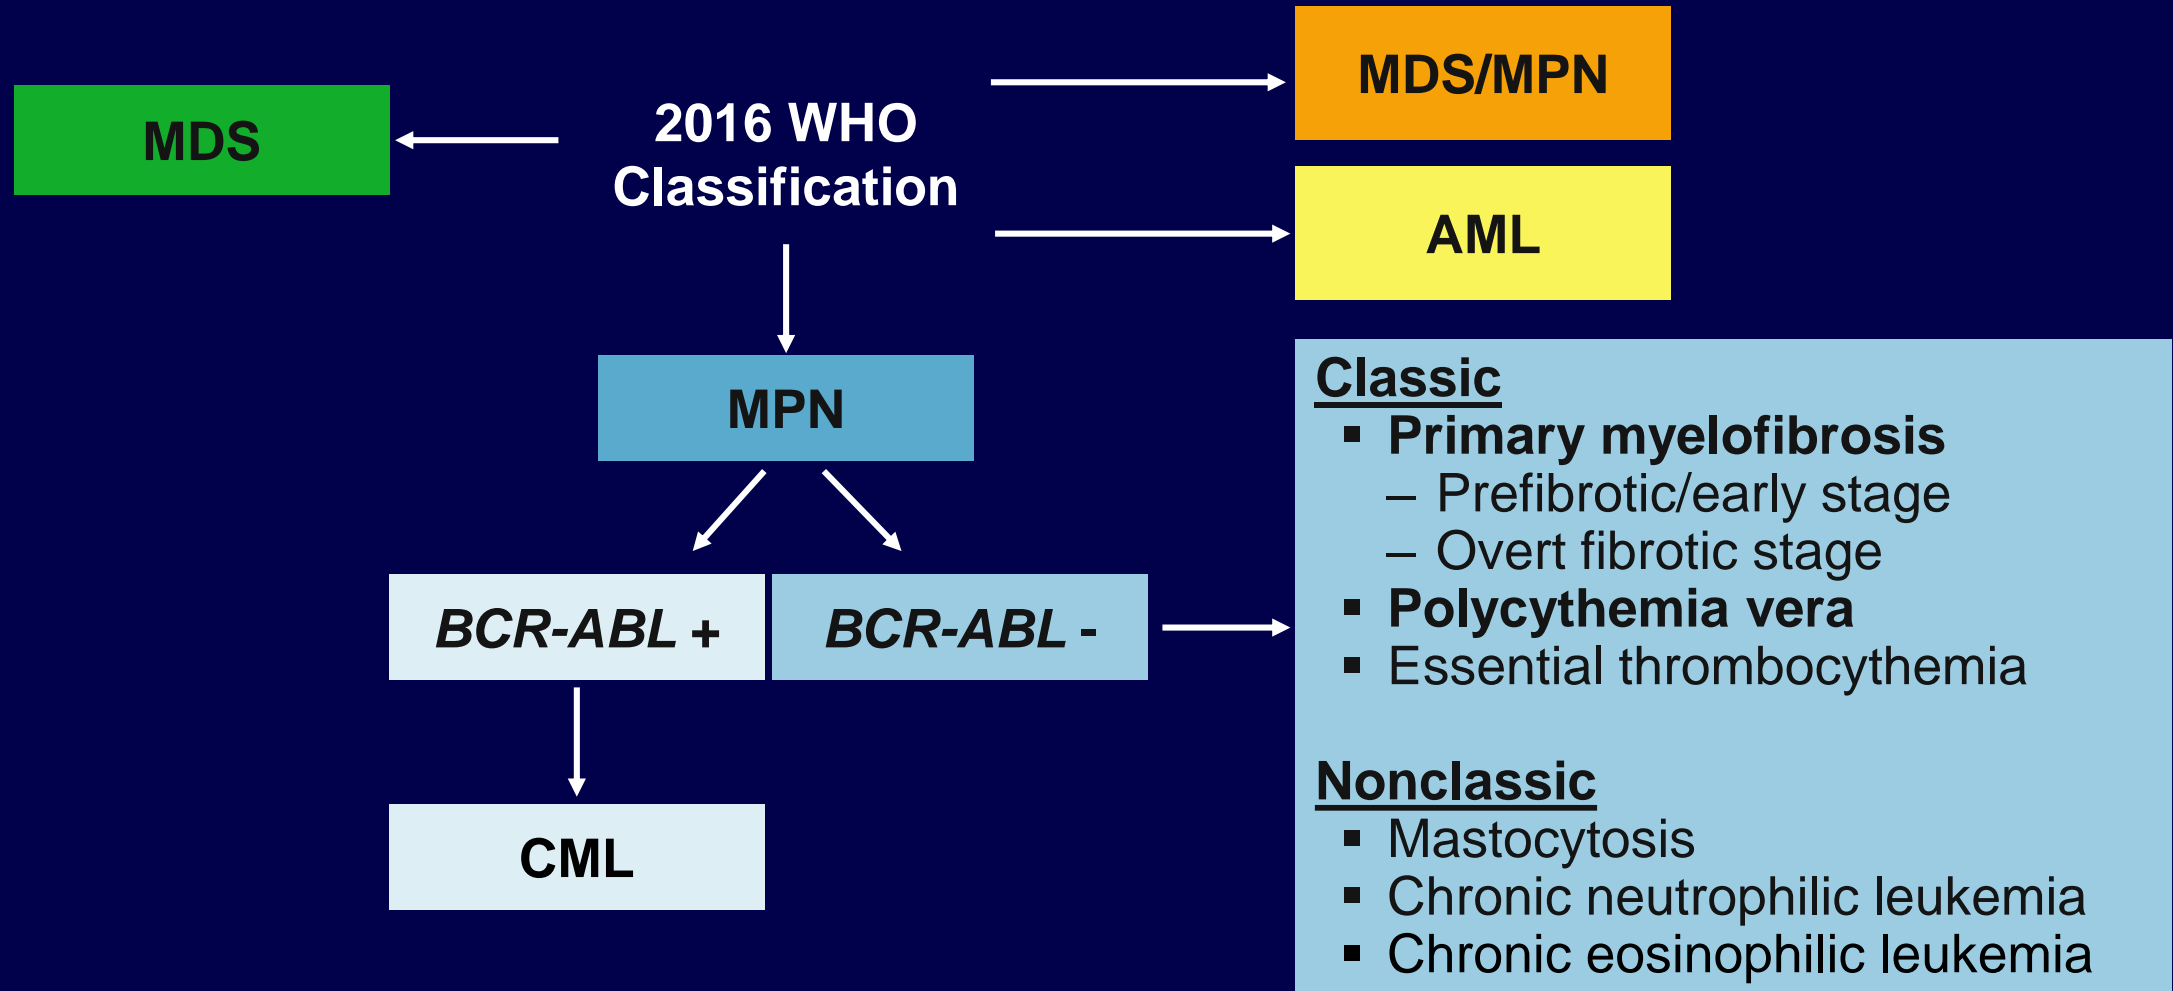 MDS
2016 WHO
Classification
MDS/MPN
AML
MPN
BCR-ABL +
BCR-ABL -
CML
Classic
▪ Primary myelofibrosis
– Prefibrotic/early stage
– Overt fibrotic stage
▪ Polycythemia vera
▪ Essential thrombocythemia
Nonclassic
▪ Mastocytosis
▪ Chronic neutrophilic leukemia
▪ Chronic eosinophilic leukemia